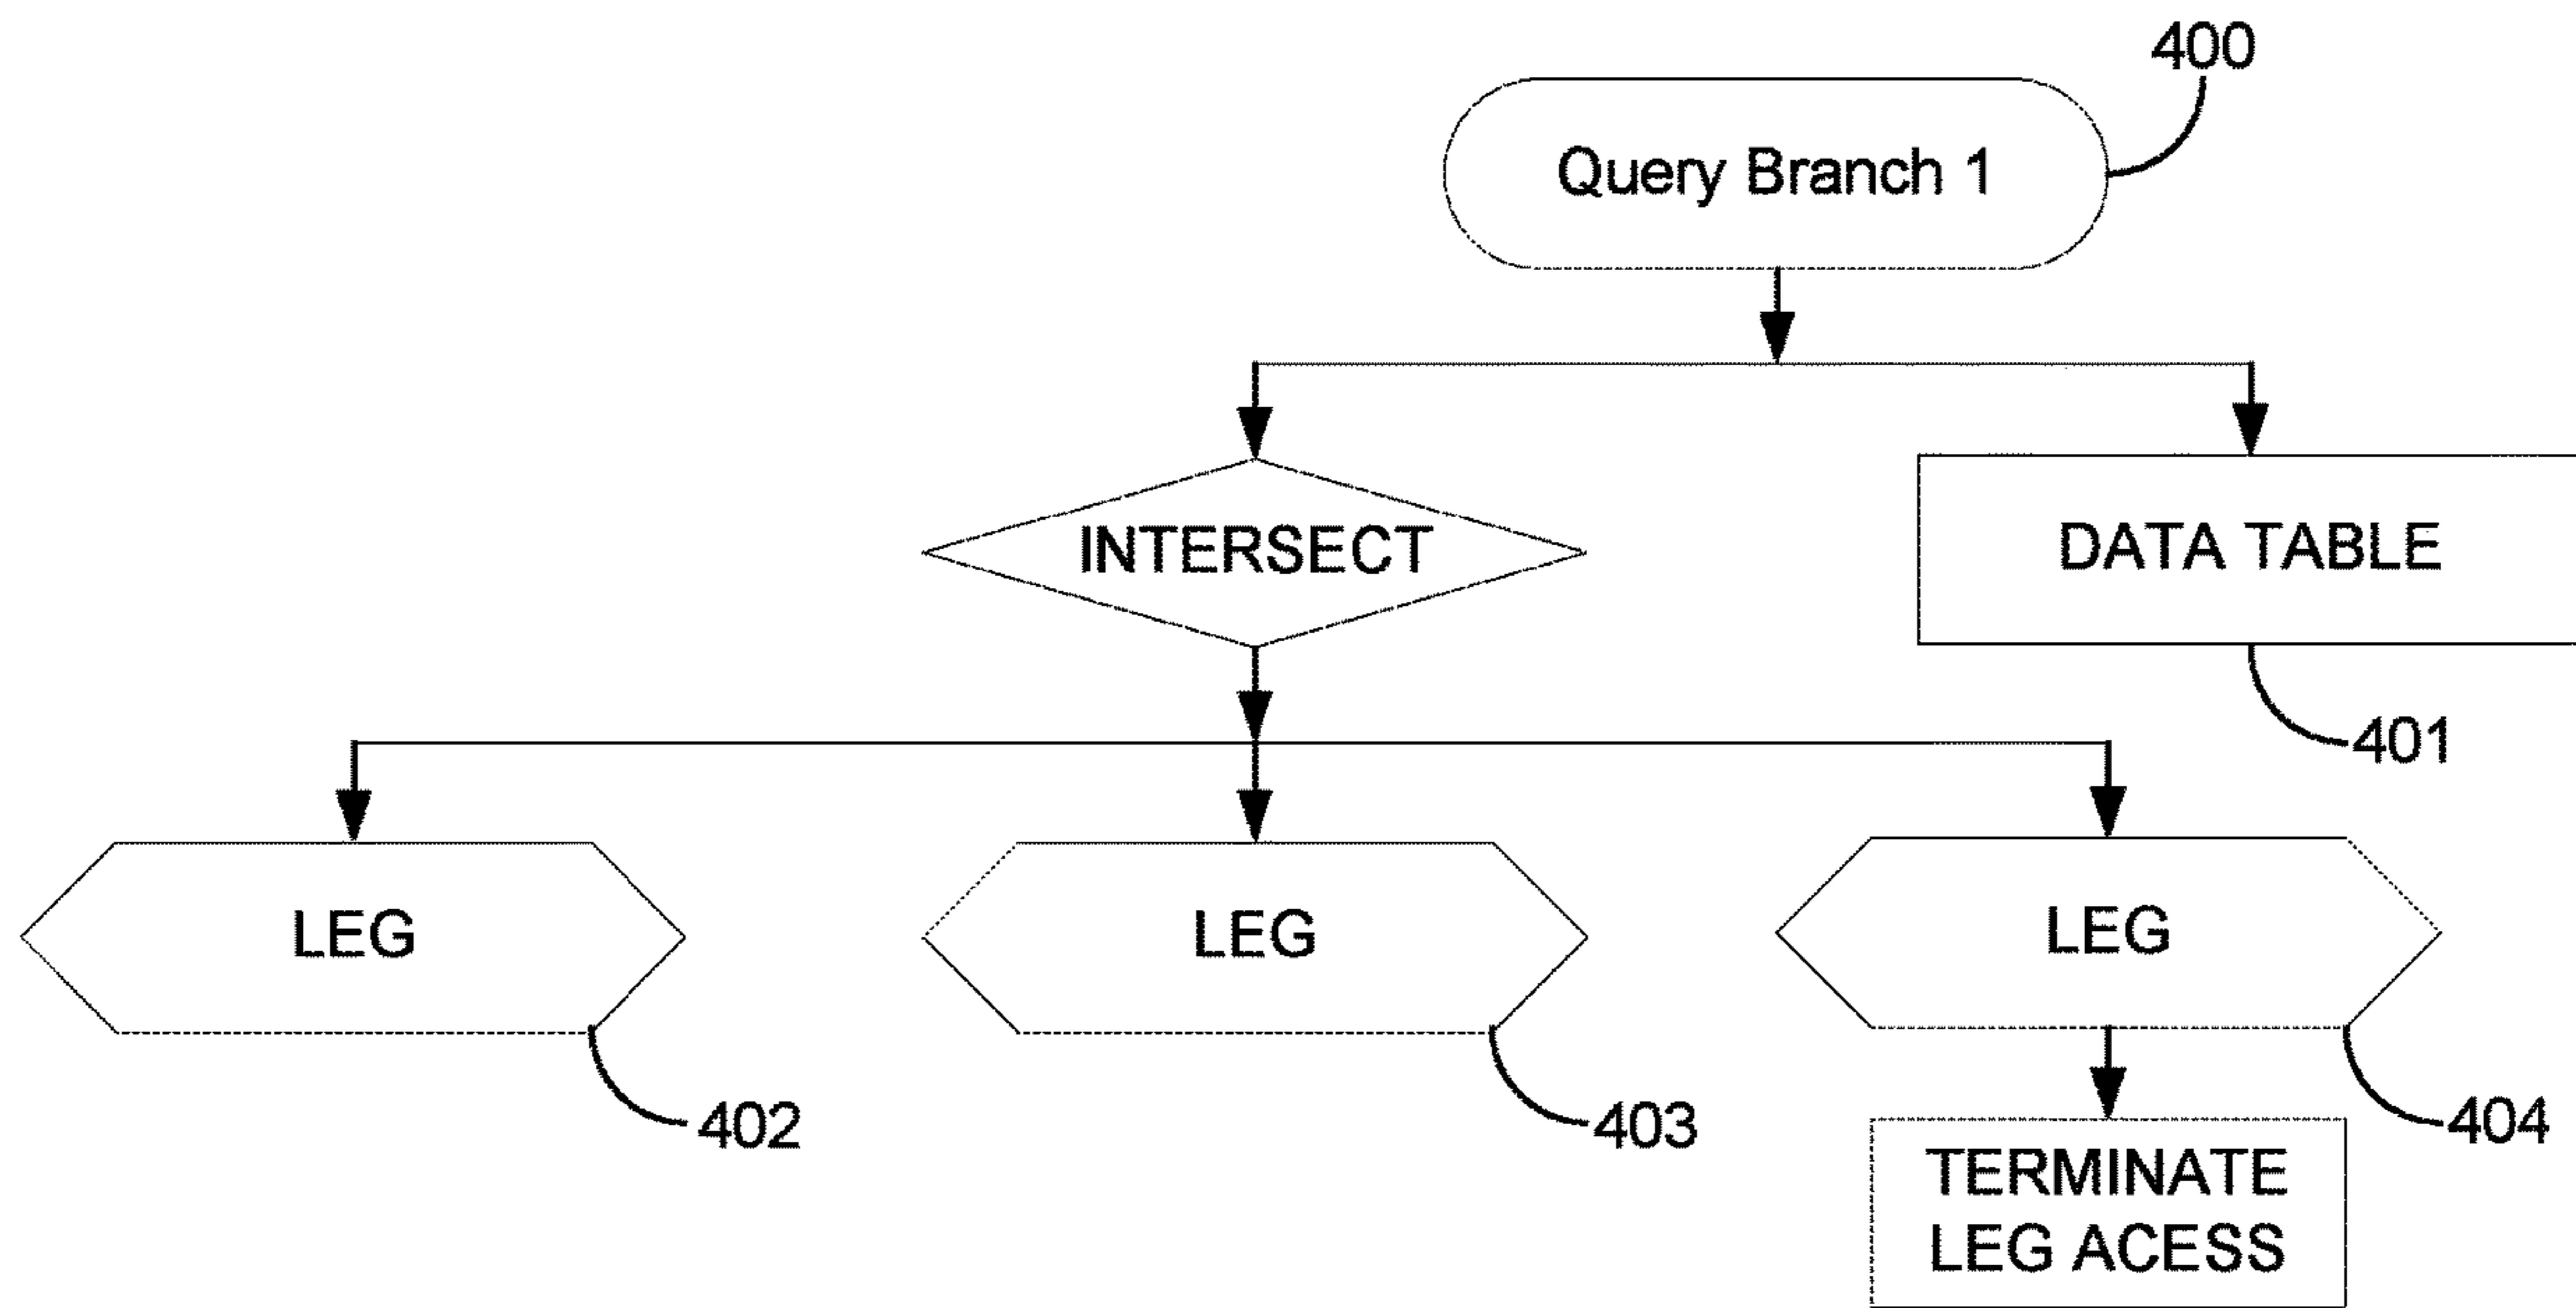 400
Query Branch 1
INTERSECT
DATA TABLE
401
LEG
LEG
LEG
402
403
404
TERMINATE
LEG ACESS